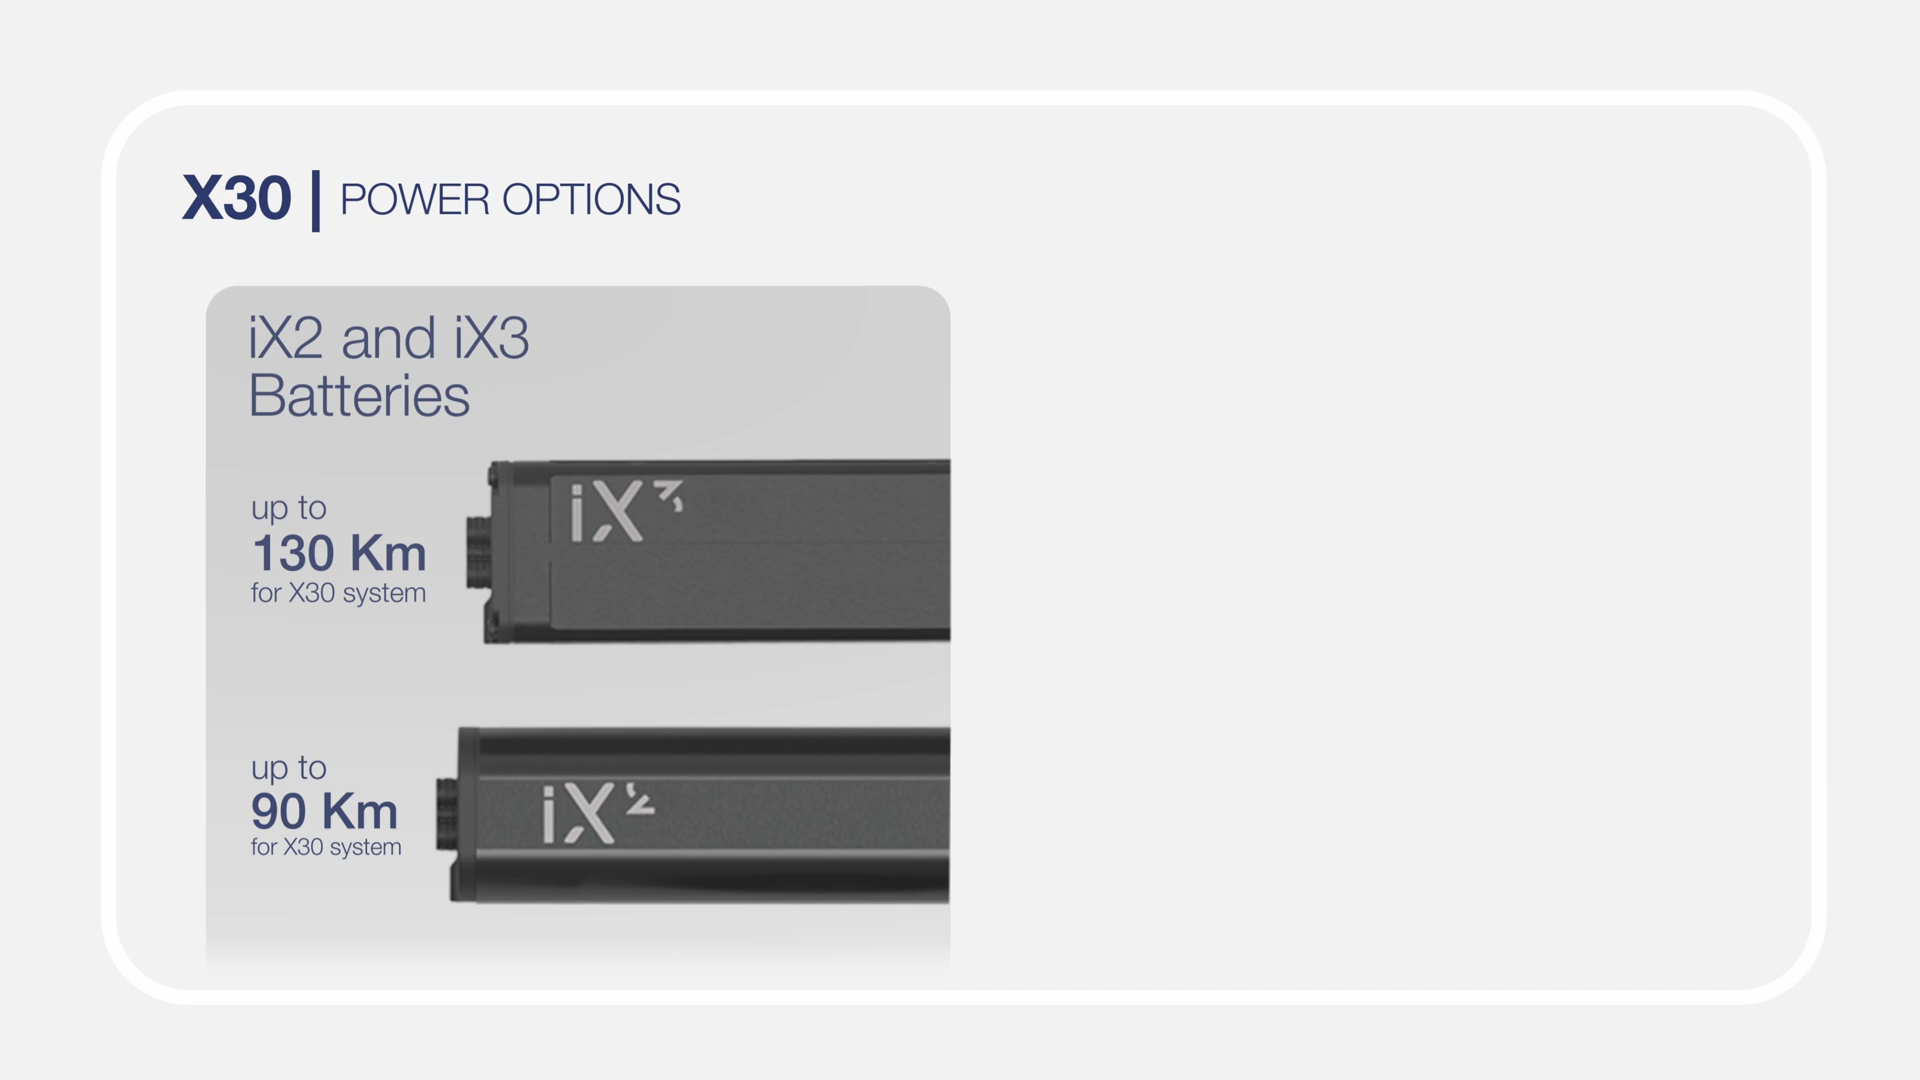 X30 | POWER OPTIONS
iX2 and iX3
Batteries
up to
130 Km
for X30 system
iX3
up to
90 Km
for X30 system
iX2